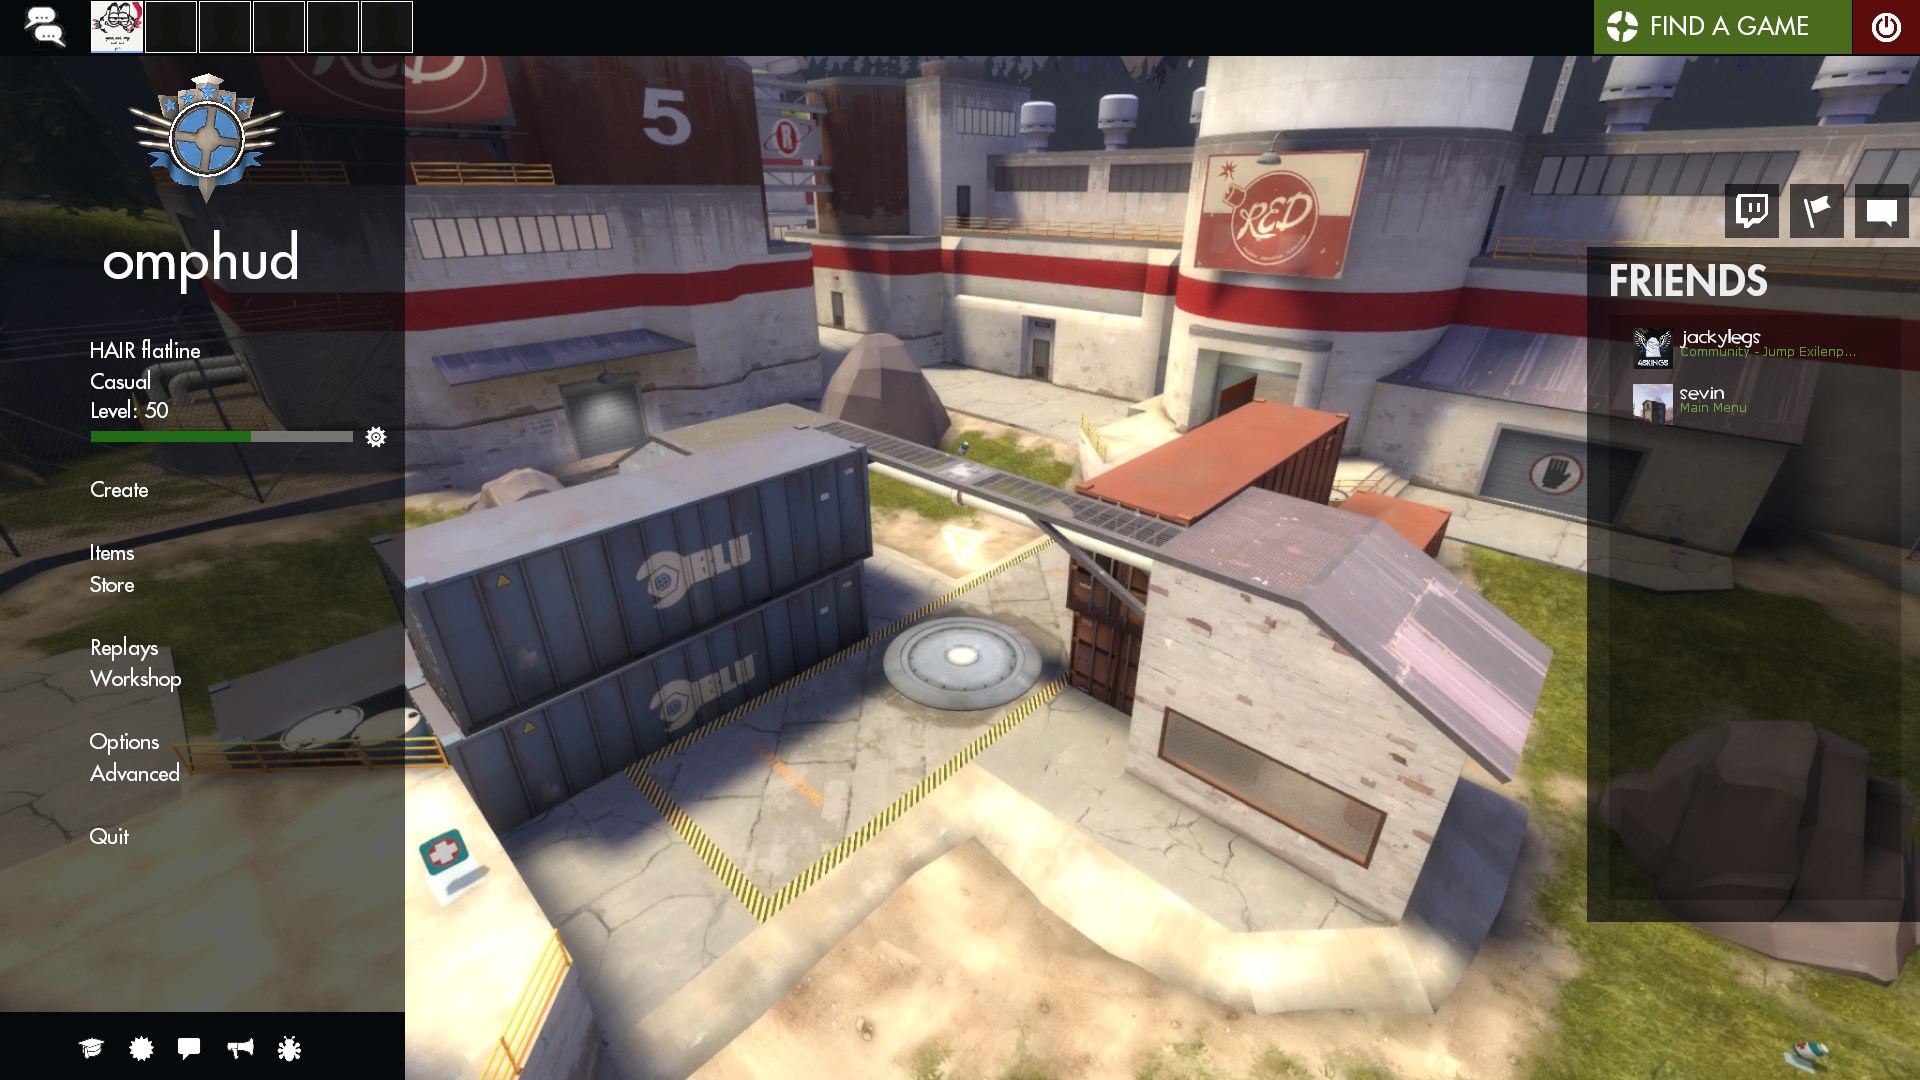 FIND A GAME
RED
5
R
RED
omphud
FRIENDS
jackylegs
Community - Jump Exilenp...
sevin
Main Menu
HAIR flatline
Casual
Level: 50
Create
Items
Store
Replays
Workshop
Options
Advanced
Quit
BLU
BLU